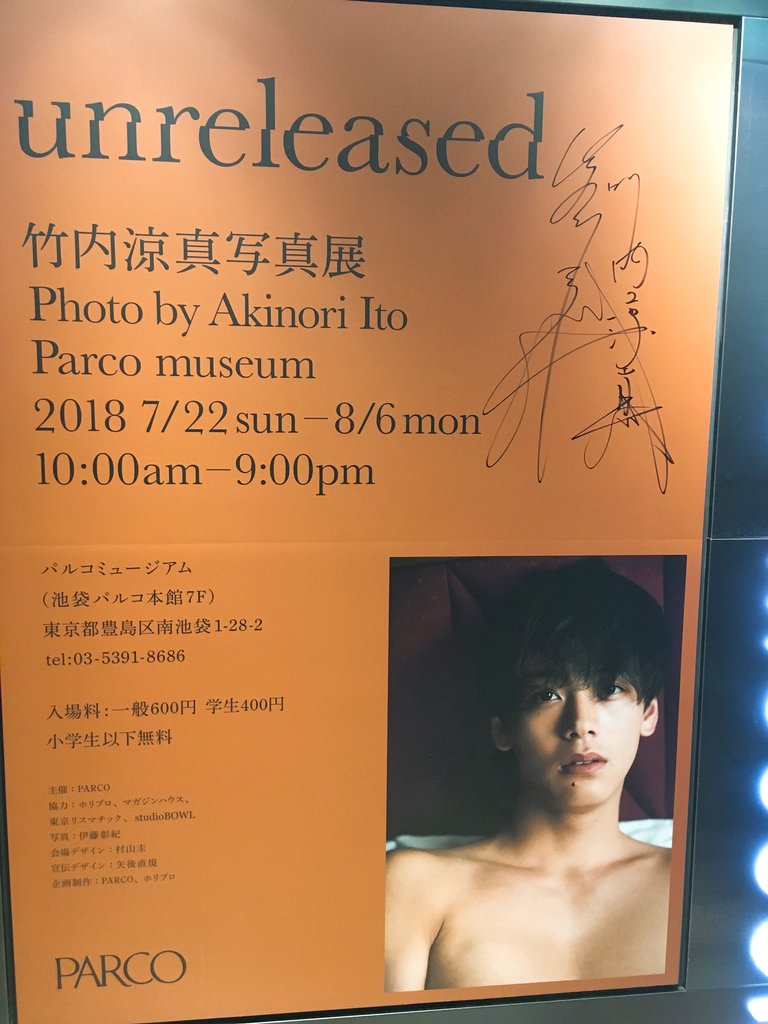 unreleased
竹内涼真写真展
Photo by Akinori Ito
Parco museum
2018 7/22 sun–8/6 mon
10:00am–9:00pm
竹内涼真
パルコミュージアム
(池袋パルコ本館7F)
東京都豊島区南池袋1-28-2
tel:03-5391-8686
入場料:一般600円 学生400円
小学生以下無料
主催:PARCO
協力:ホリプロ、マガジンハウス、
東京リスマチック、studioBOWL
写真:伊藤彰紀
会場デザイン:村山圭
宣伝デザイン:矢後直規
企画制作:PARCO、ホリプロ
PARCO